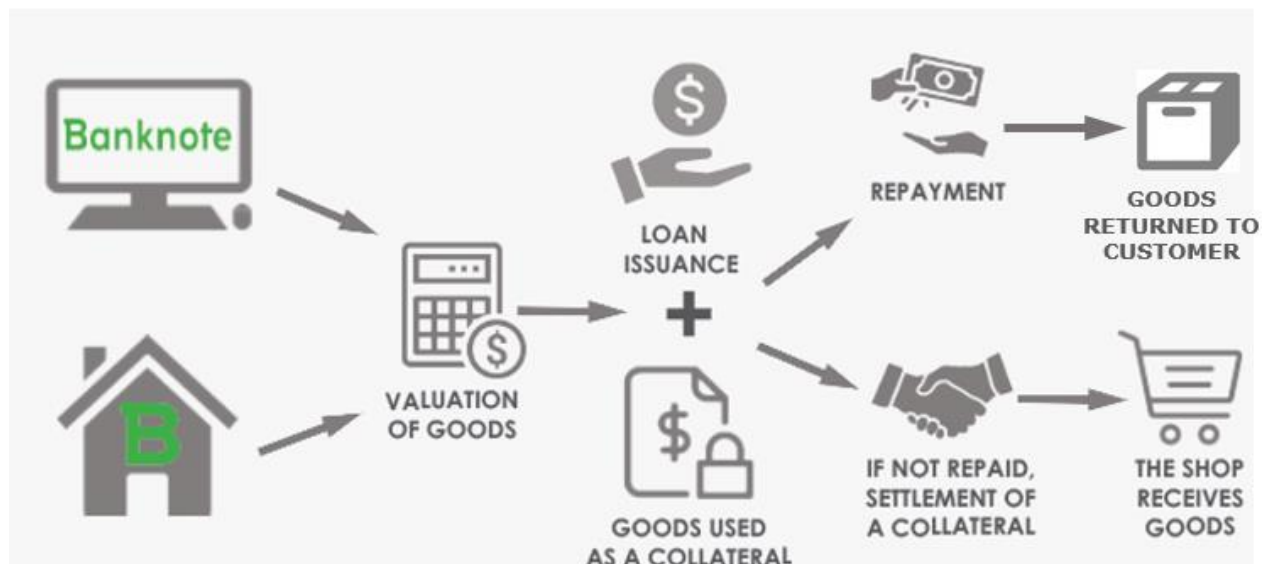 Banknote
B
VALUATION
OF GOODS
$
$
LOAN
ISSUANCE
+
$
GOODS USED
AS A COLLATERAL
REPAYMENT
GOODS
RETURNED TO
CUSTOMER
IF NOT REPAID,
SETTLEMENT OF
A COLLATERAL
THE SHOP
RECEIVES
GOODS